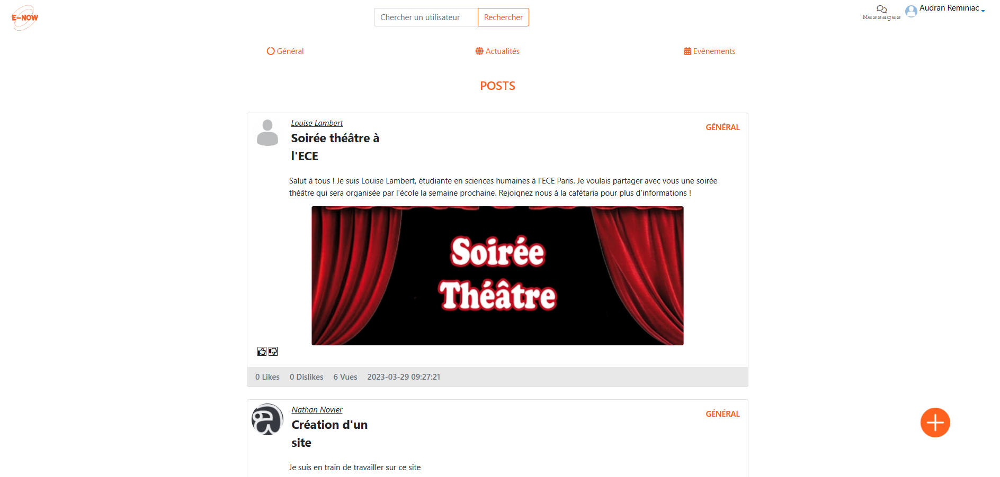 E-NOW
Chercher un utilisateur
Rechercher
Messages
Audran Reminiac
Général
Actualités
Evènements
POSTS
Louise Lambert
GÉNÉRAL
Soirée théâtre à
l'ECE
Salut à tous ! Je suis Louise Lambert, étudiante en sciences humaines à l'ECE Paris. Je voulais partager avec vous une soirée
théâtre qui sera organisée par l'école la semaine prochaine. Rejoignez nous à la cafétaria pour plus d'informations !
Soirée
Théâtre
0 Likes 0 Dislikes 6 Vues 2023-03-29 09:27:21
Nathan Novier
GÉNÉRAL
Création d'un
site
Je suis en train de travailler sur ce site